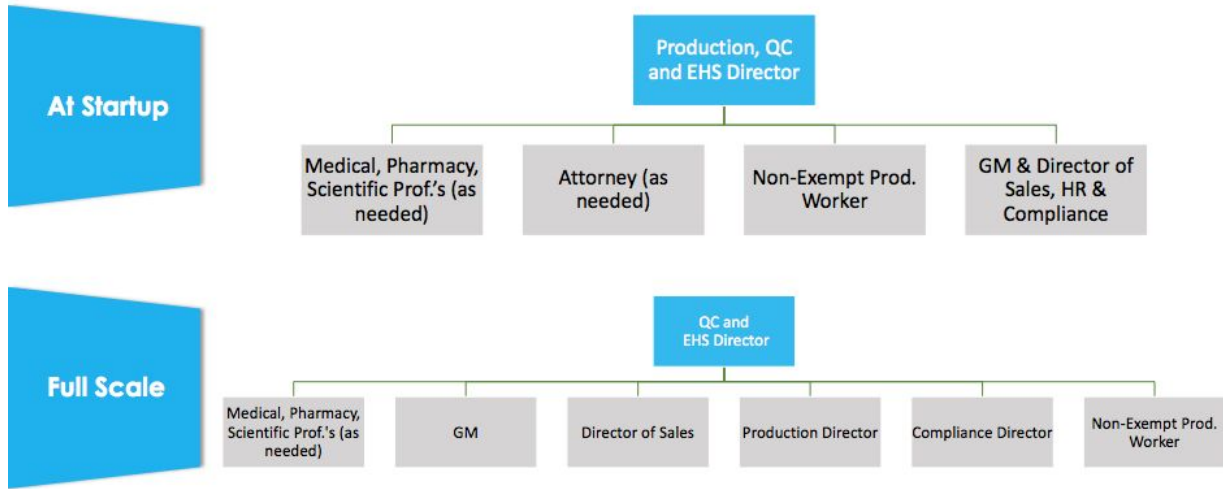 At Startup
Production, QC
and EHS Director
Medical, Pharmacy,
Scientific Prof.'s (as
needed)
Attorney (as
needed)
Non-Exempt Prod.
Worker
GM & Director of
Sales, HR &
Compliance
Full Scale
QC and
EHS Director
Medical, Pharmacy,
Scientific Prof.'s (as
needed)
GM
Director of Sales
Production Director
Compliance Director
Non-Exempt Prod.
Worker